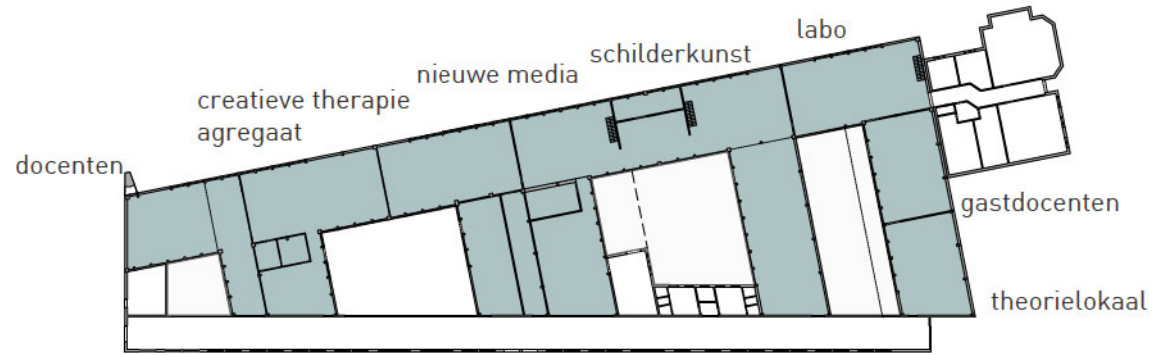 labo
schilderkunst
nieuwe media
creatieve therapie
agregaat
docenten
gastdocenten
theorielokaal